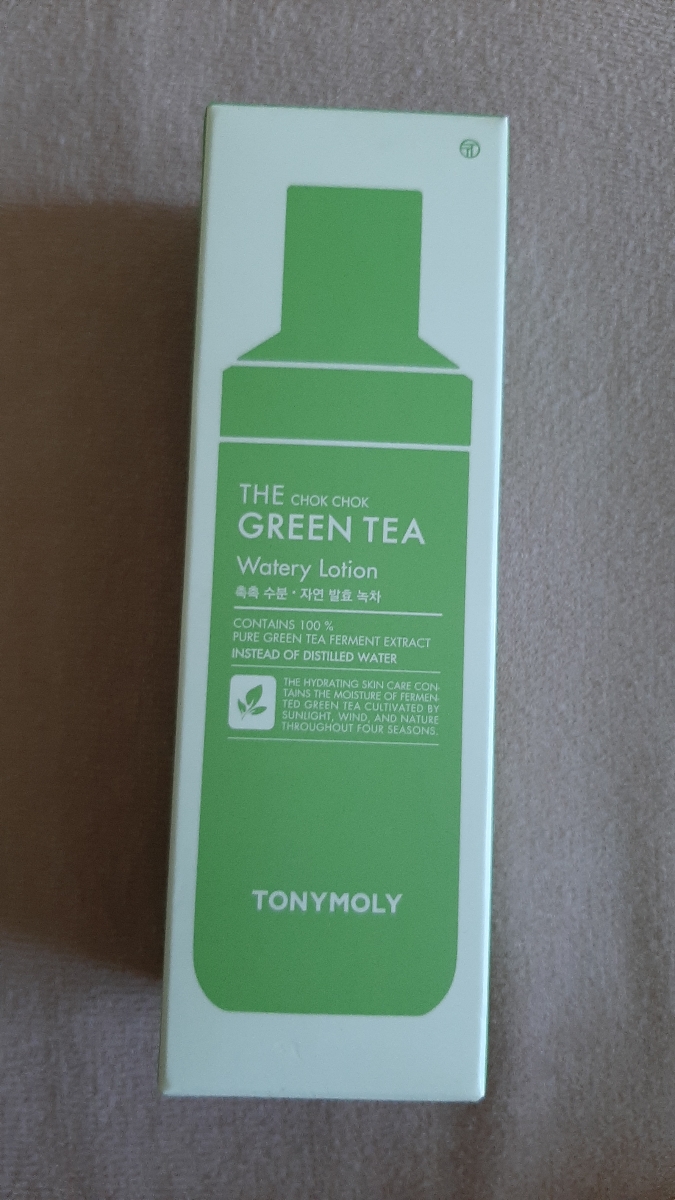 THE CHOK CHOK
GREEN TEA
Watery Lotion
촉촉 수분 · 자연 발효 녹차
CONTAINS 100 %
PURE GREEN TEA FERMENT EXTRACT
INSTEAD OF DISTILLED WATER
THE HYDRATING SKIN CARE CON-
TAINS THE MOISTURE OF FERMEN-
TED GREEN TEA CULTIVATED BY
SUNLIGHT, WIND, AND NATURE
THROUGHOUT FOUR SEASONS.
TONYMOLY